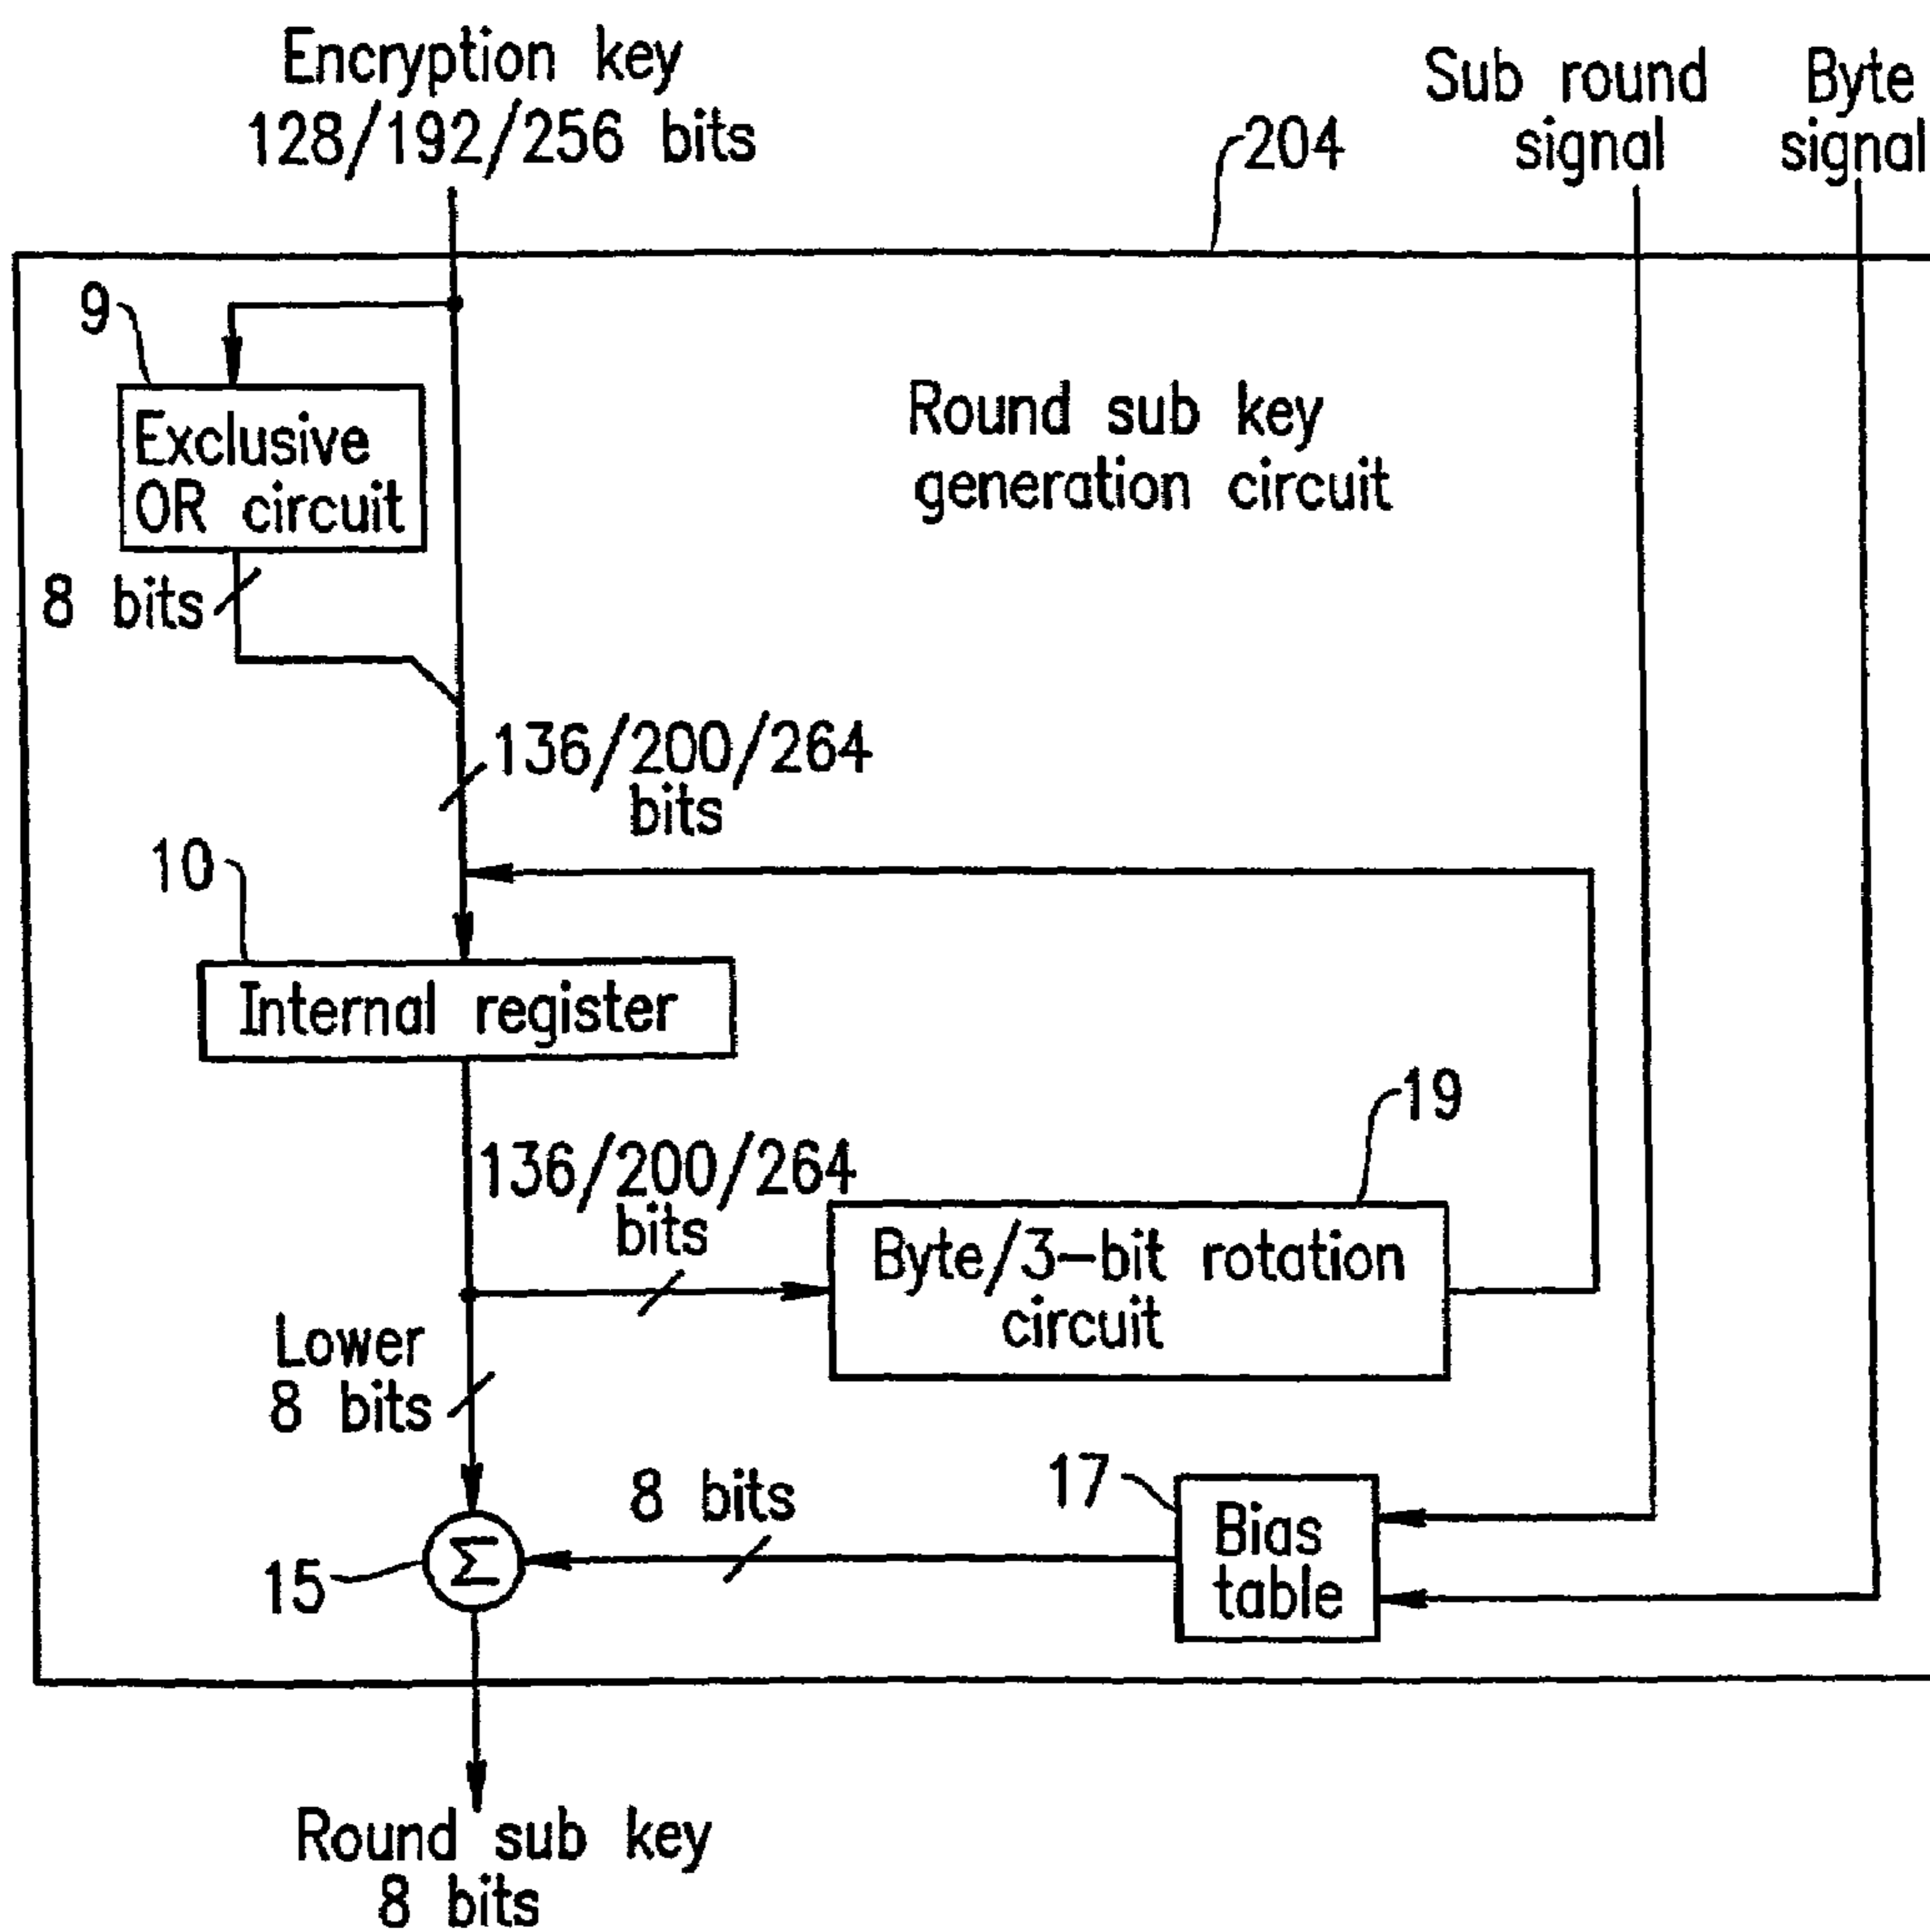 Encryption key
128/192/256 bits
Sub round
signal
Byte
signal
204
9
Exclusive
OR circuit
Round sub key
generation circuit
8 bits
136/200/264
bits
10
Internal register
19
136/200/264
bits
Byte/3-bit rotation
circuit
Lower
8 bits
8 bits
17
Bias
table
15
Σ
Round sub key
8 bits